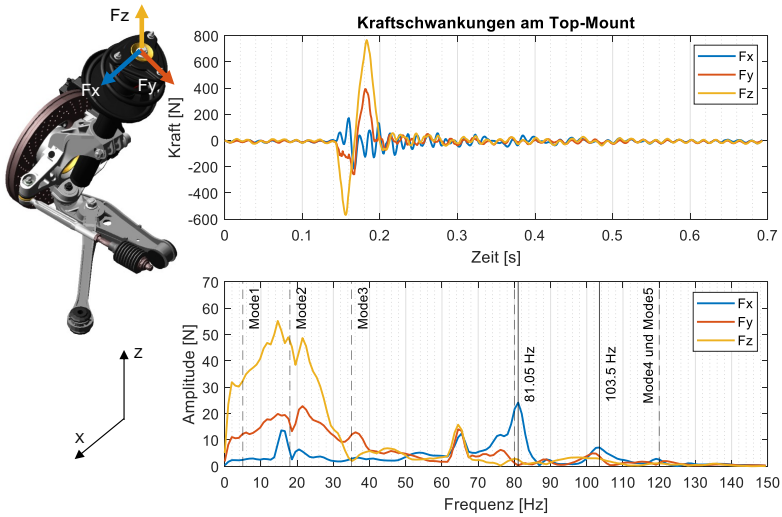 Fz
Fx
Fy
Z
X
Kraftschwankungen am Top-Mount
Kraft [N]
800
600
400
200
0
-200
-400
-600
0
0.1
0.2
0.3
0.4
0.5
0.6
0.7
Zeit [s]
Fx
Fy
Fz
Amplitude [N]
70
60
50
40
30
20
10
0
Mode1
Mode2
Mode3
81.05 Hz
103.5 Hz
Mode4 und Mode5
Fx
Fy
Fz
0
10
20
30
40
50
60
70
80
90
100
110
120
130
140
150
Frequenz [Hz]